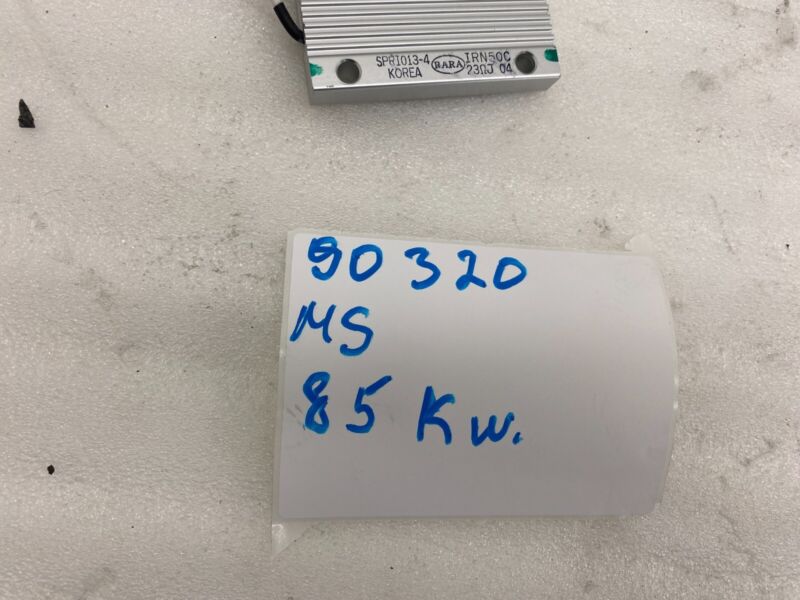 SPR1013-4 RARA IRN50C
KOREA 23ΩJ 04
90 320
MS
85 Kw.